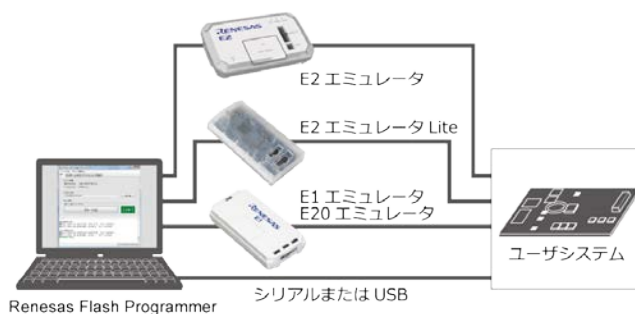 RENESAS
E2
E2 エミュレータ
E2 エミュレータ Lite
E1 エミュレータ
E20 エミュレータ
RENESAS
ユーザシステム
シリアルまたは USB
Renesas Flash Programmer